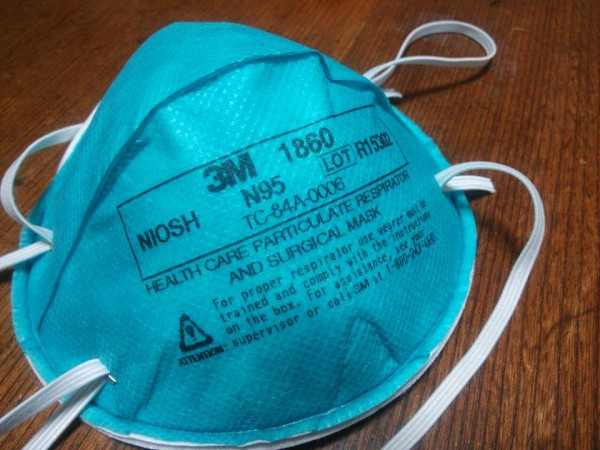 3M 1860
NIOSH N95 LOT R15302
TC-84A-0006
HEALTH CARE PARTICULATE RESPIRATOR
AND SURGICAL MASK
For proper respirator use wearer must be
trained and comply with the instructions
on the box. For assistance, see your
ATTENTION: supervisor or call 3M at 1-800-247-